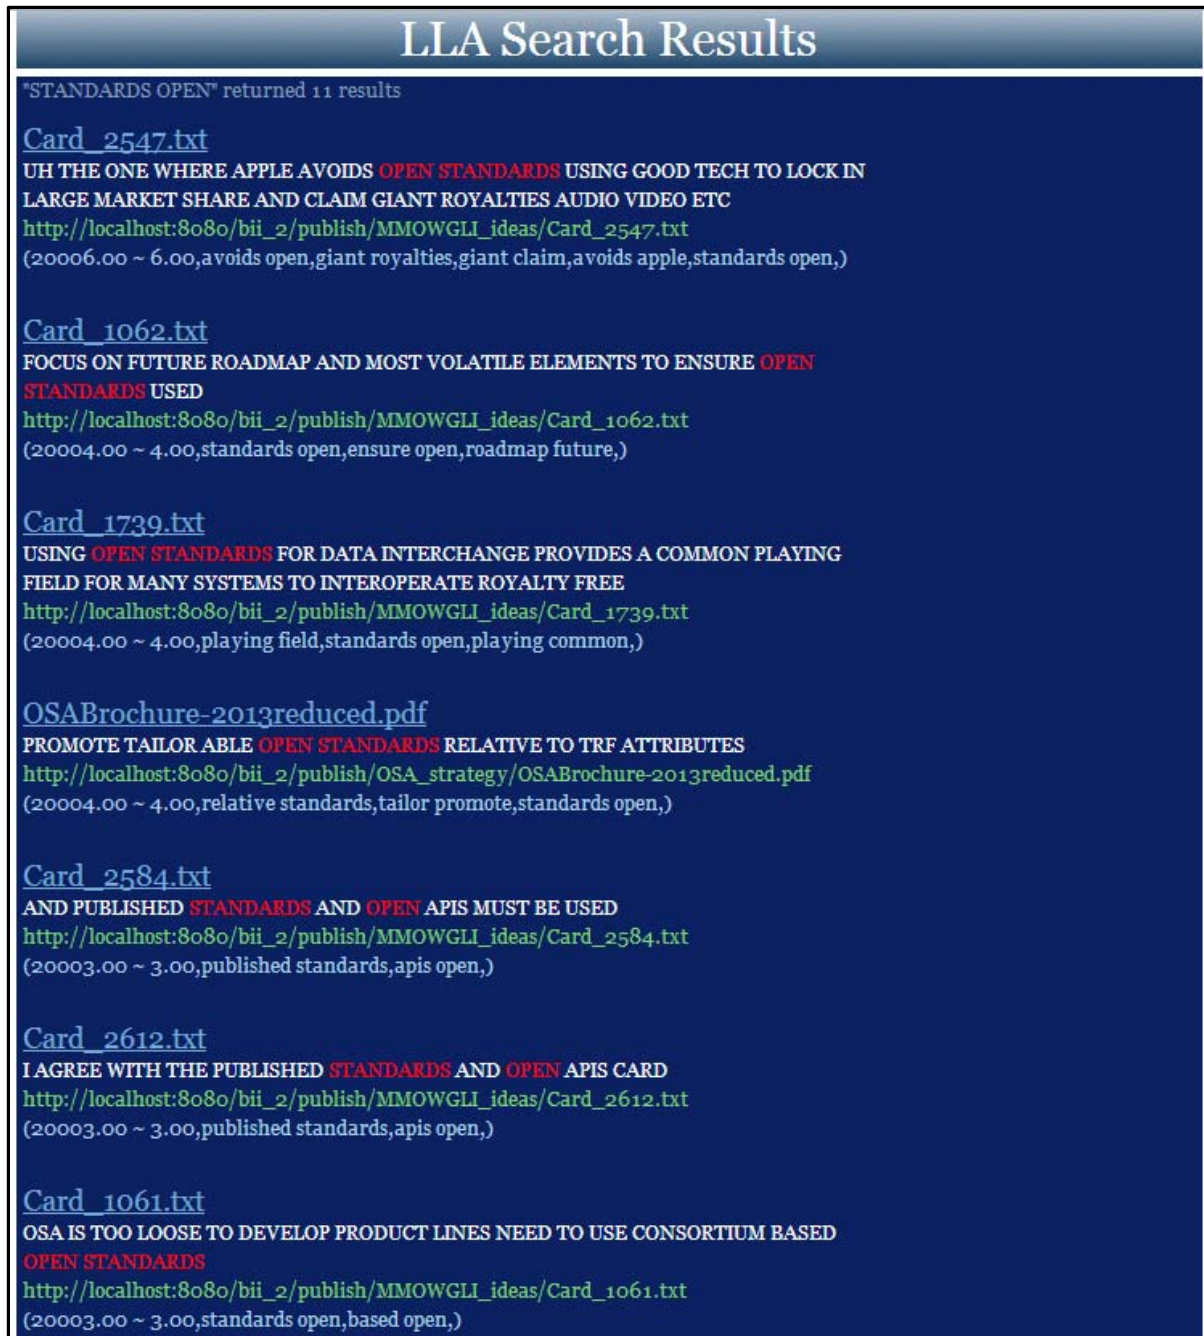 LLA Search Results
"STANDARDS OPEN" returned 11 results
Card_2547.txt
UH THE ONE WHERE APPLE AVOIDS OPEN STANDARDS USING GOOD TECH TO LOCK IN
LARGE MARKET SHARE AND CLAIM GIANT ROYALTIES AUDIO VIDEO ETC
http://localhost:8080/bii_2/publish/MMOWGLI_ideas/Card_2547.txt
(20006.00 ~ 6.00,avoids open,giant royalties,giant claim,avoids apple,standards open,)
Card_1062.txt
FOCUS ON FUTURE ROADMAP AND MOST VOLATILE ELEMENTS TO ENSURE OPEN
STANDARDS USED
http://localhost:8080/bii_2/publish/MMOWGLI_ideas/Card_1062.txt
(20004.00 ~ 4.00,standards open,ensure open,roadmap future,)
Card_1739.txt
USING OPEN STANDARDS FOR DATA INTERCHANGE PROVIDES A COMMON PLAYING
FIELD FOR MANY SYSTEMS TO INTEROPERATE ROYALTY FREE
http://localhost:8080/bii_2/publish/MMOWGLI_ideas/Card_1739.txt
(20004.00 ~ 4.00,playing field,standards open,playing common,)
OSABrochure-2013reduced.pdf
PROMOTE TAILOR ABLE OPEN STANDARDS RELATIVE TO TRF ATTRIBUTES
http://localhost:8080/bii_2/publish/OSA_strategy/OSABrochure-2013reduced.pdf
(20004.00 ~ 4.00,relative standards,tailor promote,standards open,)
Card_2584.txt
AND PUBLISHED STANDARDS AND OPEN APIS MUST BE USED
http://localhost:8080/bii_2/publish/MMOWGLI_ideas/Card_2584.txt
(20003.00 ~ 3.00,published standards,apis open,)
Card_2612.txt
I AGREE WITH THE PUBLISHED STANDARDS AND OPEN APIS CARD
http://localhost:8080/bii_2/publish/MMOWGLI_ideas/Card_2612.txt
(20003.00 ~ 3.00,published standards,apis open,)
Card_1061.txt
OSA IS TOO LOOSE TO DEVELOP PRODUCT LINES NEED TO USE CONSORTIUM BASED
OPEN STANDARDS
http://localhost:8080/bii_2/publish/MMOWGLI_ideas/Card_1061.txt
(20003.00 ~ 3.00,standards open,based open,)